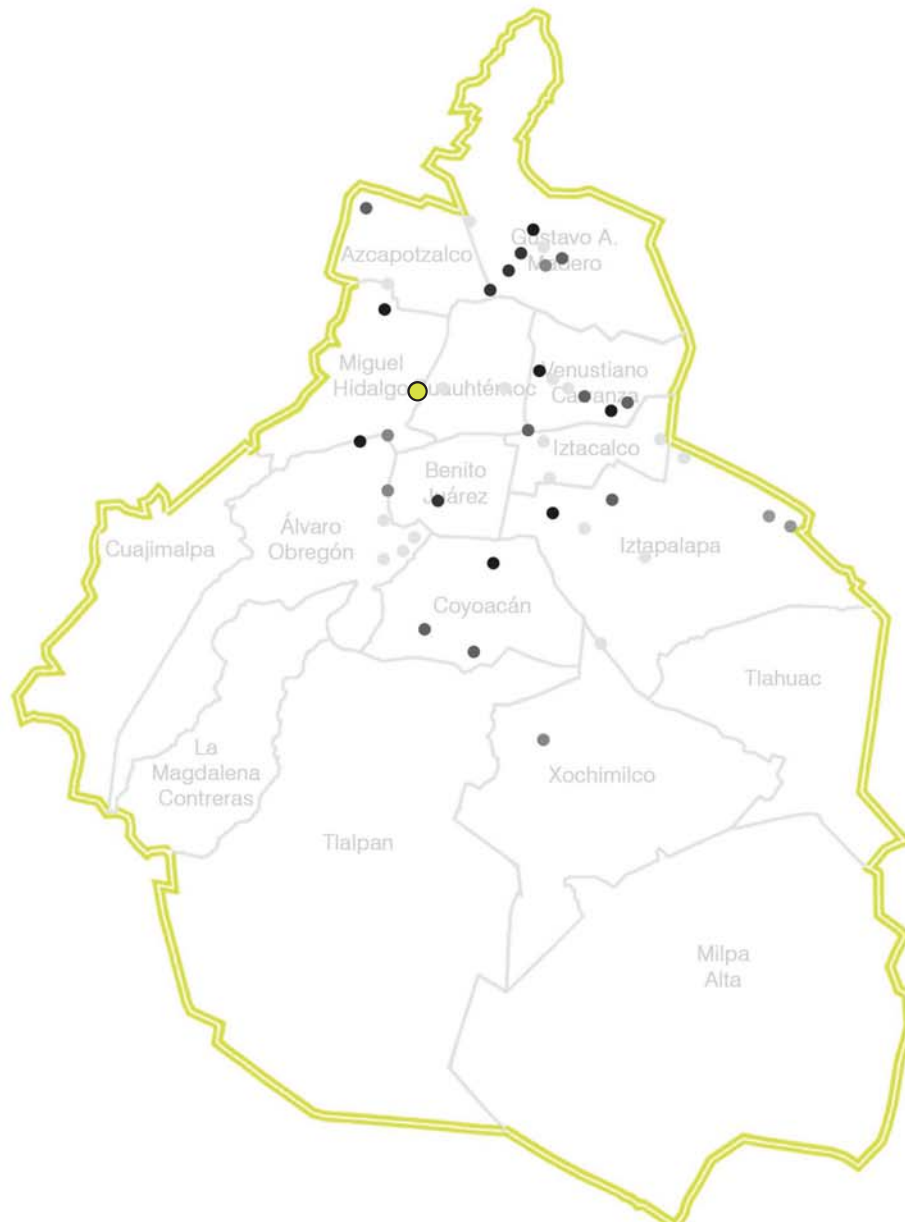 Gustavo A.
Madero
Azcapotzalco
Miguel
Hidalgo
Cuauhtémoc
Venustiano
Carranza
Iztacalco
Benito
Juárez
Álvaro
Obregón
Cuajimalpa
Iztapalapa
Coyoacán
Tlahuac
La
Magdalena
Contreras
Xochimilco
Tlalpan
Milpa
Alta